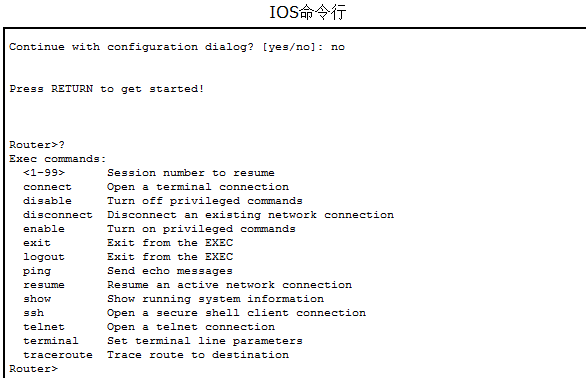 IOS命令行
Continue with configuration dialog? [yes/no]: no
Press RETURN to get started!
Router>?
Exec commands:
<1-99> Session number to resume
connect Open a terminal connection
disable Turn off privileged commands
disconnect Disconnect an existing network connection
enable Turn on privileged commands
exit Exit from the EXEC
logout Exit from the EXEC
ping Send echo messages
resume Resume an active network connection
show Show running system information
ssh Open a secure shell client connection
telnet Open a telnet connection
terminal Set terminal line parameters
traceroute Trace route to destination
Router>